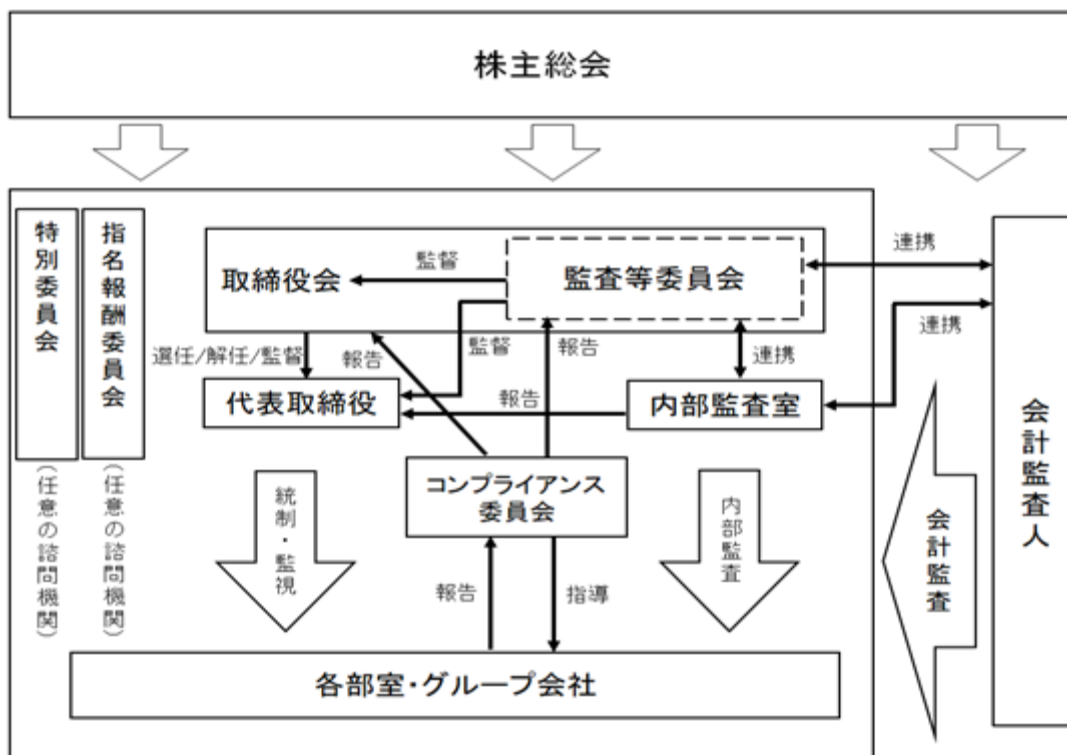 株主総会
特別委員会
(任意の諮問機関)
指名報酬委員会
(任意の諮問機関)
取締役会
監督
監査等委員会
連携
選任/解任/監督
報告
監督
報告
連携
連携
代表取締役
報告
内部監査室
コンプライアンス
委員会
統制・監視
内部監査
報告
指導
会計監査
会計監査人
各部室・グループ会社